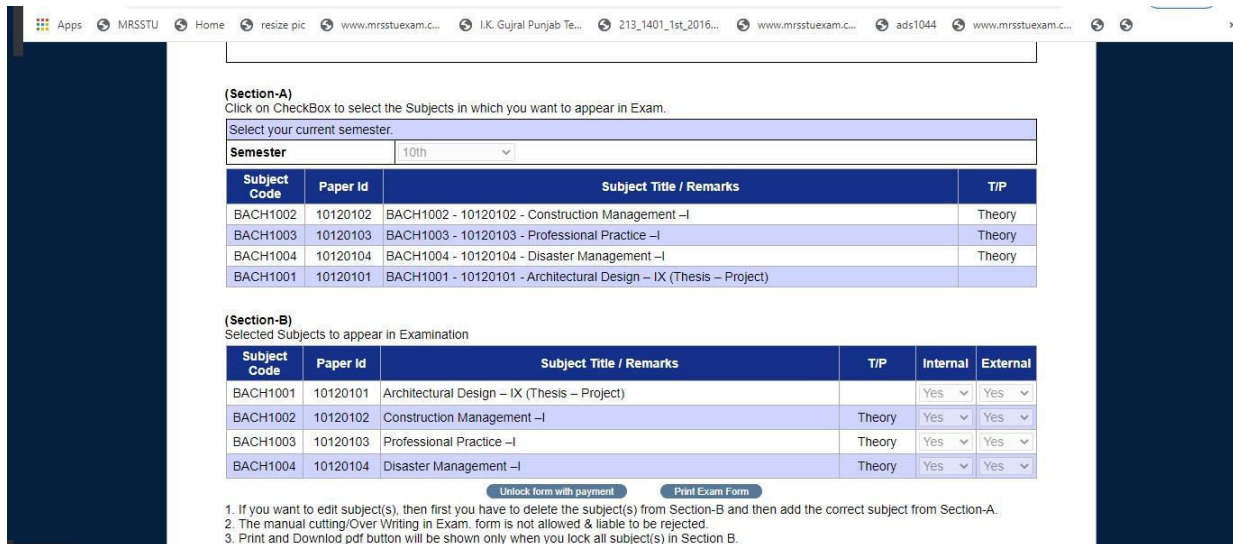 Apps MRSSTU Home resize pic www.mrsstuexam.c... I.K. Gujral Punjab Te... 213_1401_1st_2016... www.mrsstuexam.c... ads1044 www.mrsstuexam.c... »
(Section-A)
Click on CheckBox to select the Subjects in which you want to appear in Exam.
Select your current semester.
Semester 10th
Subject Code Paper Id Subject Title / Remarks T/P
BACH1002 10120102 BACH1002 - 10120102 - Construction Management –I Theory
BACH1003 10120103 BACH1003 - 10120103 - Professional Practice –I Theory
BACH1004 10120104 BACH1004 - 10120104 - Disaster Management –I Theory
BACH1001 10120101 BACH1001 - 10120101 - Architectural Design – IX (Thesis – Project)
(Section-B)
Selected Subjects to appear in Examination
Subject Code Paper Id Subject Title / Remarks T/P Internal External
BACH1001 10120101 Architectural Design – IX (Thesis – Project) Yes Yes
BACH1002 10120102 Construction Management –I Theory Yes Yes
BACH1003 10120103 Professional Practice –I Theory Yes Yes
BACH1004 10120104 Disaster Management –I Theory Yes Yes
Unlock form with payment Print Exam Form
1. If you want to edit subject(s), then first you have to delete the subject(s) from Section-B and then add the correct subject from Section-A.
2. The manual cutting/Over Writing in Exam. form is not allowed & liable to be rejected.
3. Print and Downlod pdf button will be shown only when you lock all subject(s) in Section B.